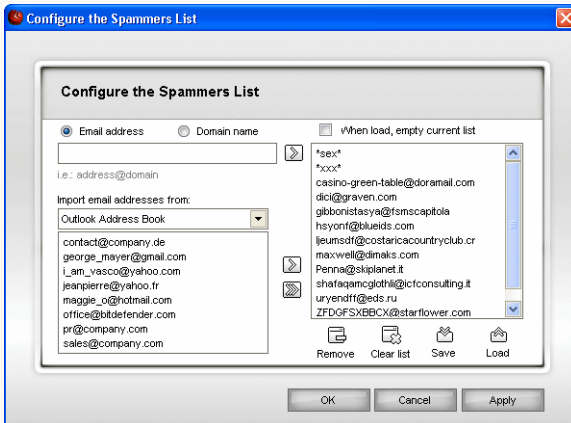 Configure the Spammers List
Configure the Spammers List
Email address
Domain name
i.e.: address@domain
Import email addresses from:
Outlook Address Book
contact@company.de
george_mayer@gmail.com
i_am_vasco@yahoo.com
jeanpierre@yahoo.fr
maggie_o@hotmail.com
office@bitdefender.com
pr@company.com
sales@company.com
When load, empty current list
*sex*
*xxx*
casino-green-table@doramail.com
dici@graven.com
gibbonistasya@fsmscapitola
hsyonf@blueids.com
ljeumsdf@costaricacountryclub.cr
maxwell@dimaks.com
Penna@skiplanet.it
shafaqamcglothli@icfconsulting.it
uryendff@eds.ru
ZFDGFSXBBCX@starflower.com
Remove
Clear list
Save
Load
OK
Cancel
Apply